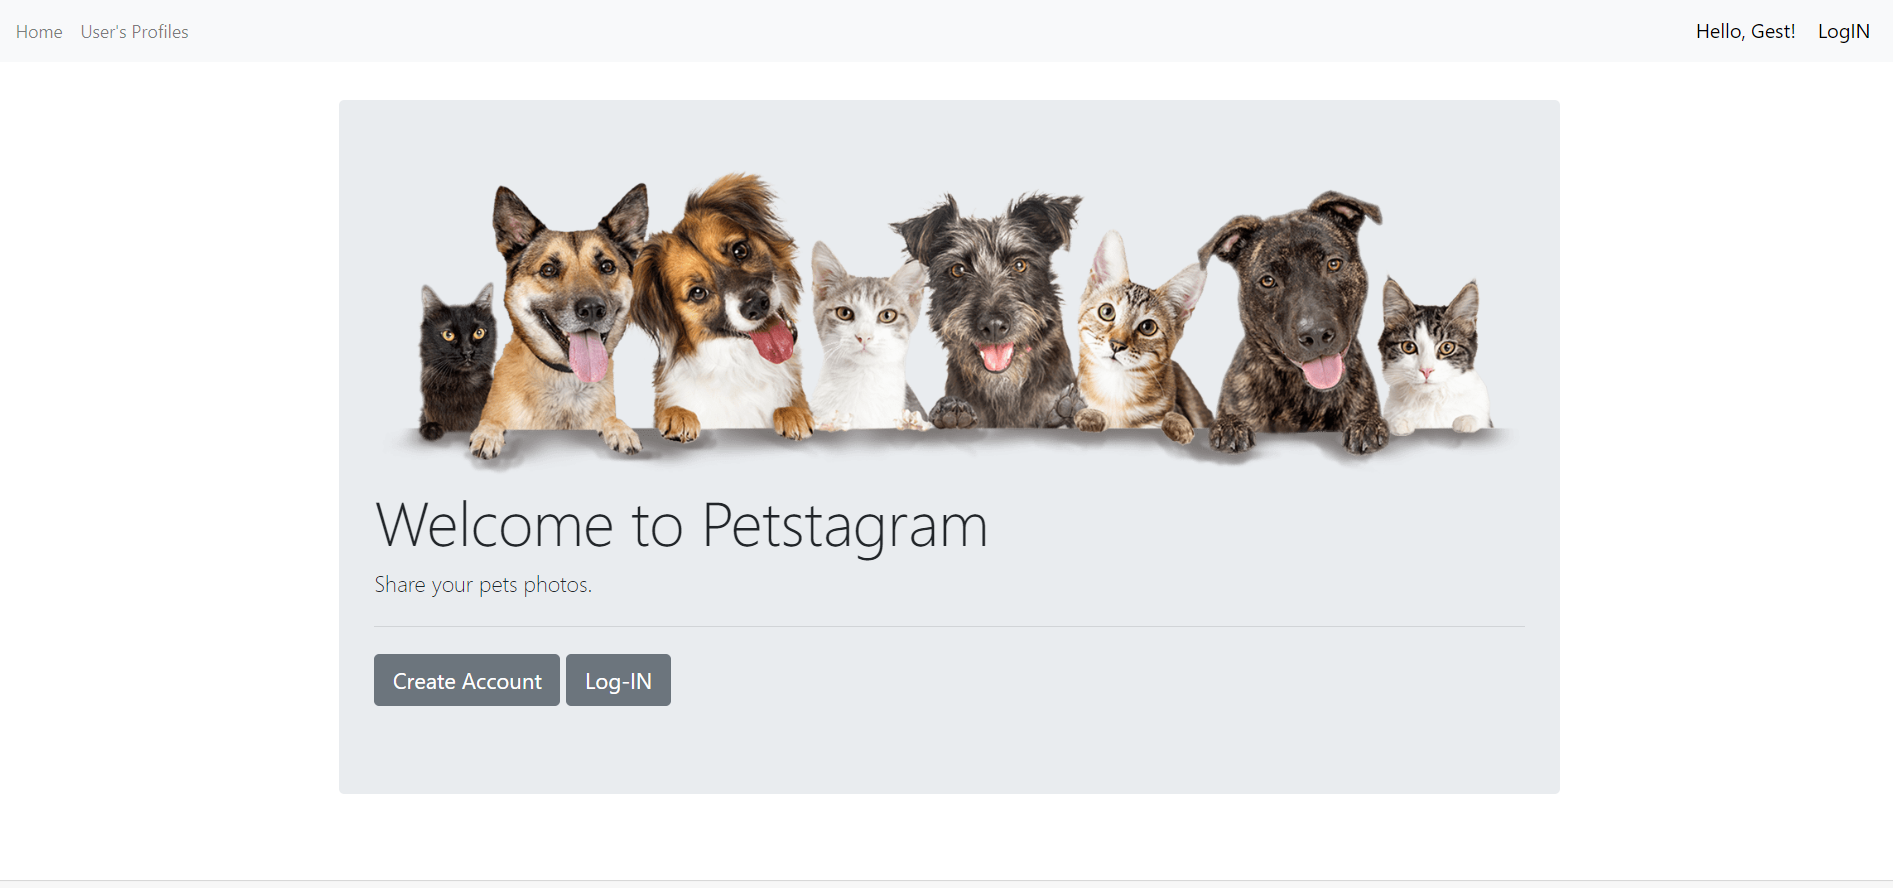 Home User's Profiles Hello, Gest! LogIN
Welcome to Petstagram
Share your pets photos.
Create Account Log-IN